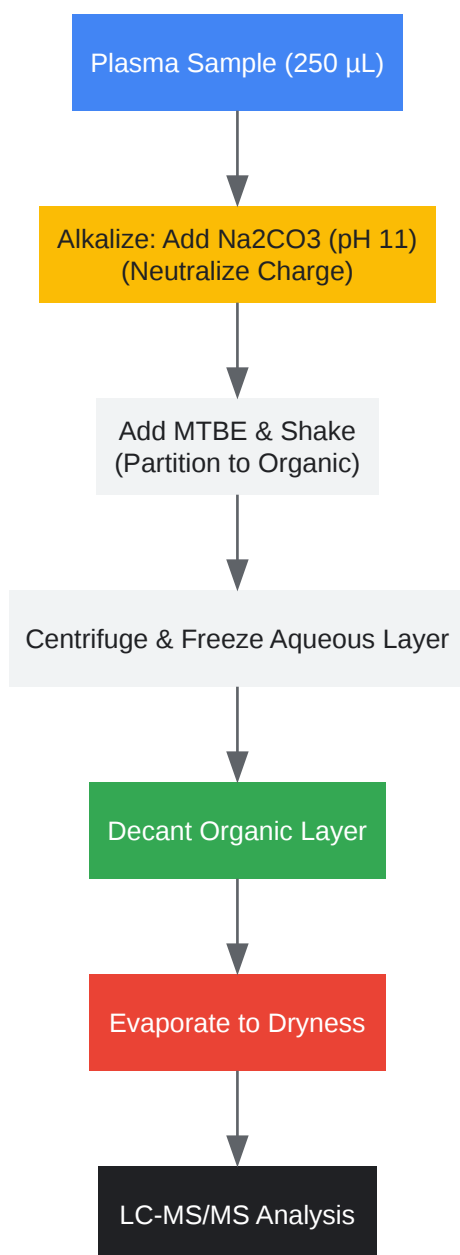 Plasma Sample (250 µL)
Alkalize: Add Na2CO3 (pH 11)
(Neutralize Charge)
Add MTBE & Shake
(Partition to Organic)
Centrifuge & Freeze Aqueous Layer
Decant Organic Layer
Evaporate to Dryness
LC-MS/MS Analysis